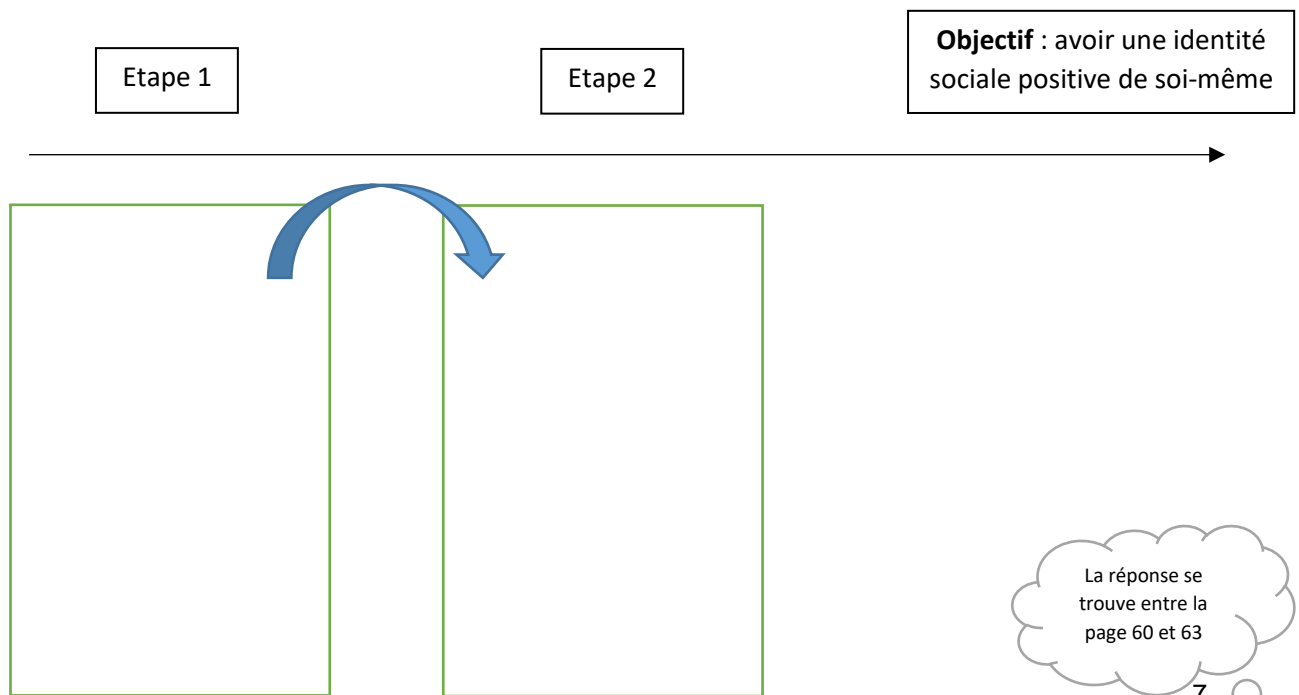 Etape 1
Etape 2
Objectif : avoir une identité
sociale positive de soi-même
La réponse se
trouve entre la
page 60 et 63
7